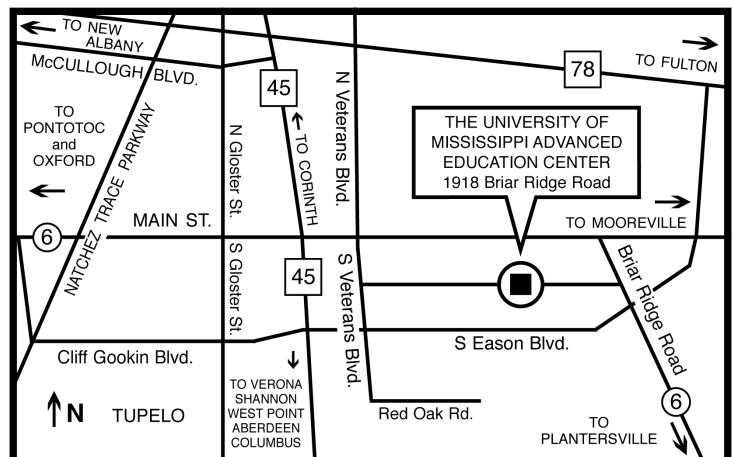 TO NEW
ALBANY
McCULLOUGH BLVD.
45
78
TO FULTON
TO
PONTOTOC
and
OXFORD
NATCHEZ TRACE PARKWAY
N Gloster St.
TO CORINTH
N Veterans Blvd.
THE UNIVERSITY OF
MISSISSIPPI ADVANCED
EDUCATION CENTER
1918 Briar Ridge Road
TO MOOREVILLE
6
MAIN ST.
S Gloster St.
45
S Veterans Blvd.
Briar Ridge Road
S Eason Blvd.
Cliff Gookin Blvd.
N
TUPELO
TO VERONA
SHANNON
WEST POINT
ABERDEEN
COLUMBUS
Red Oak Rd.
6
TO
PLANTERSVILLE